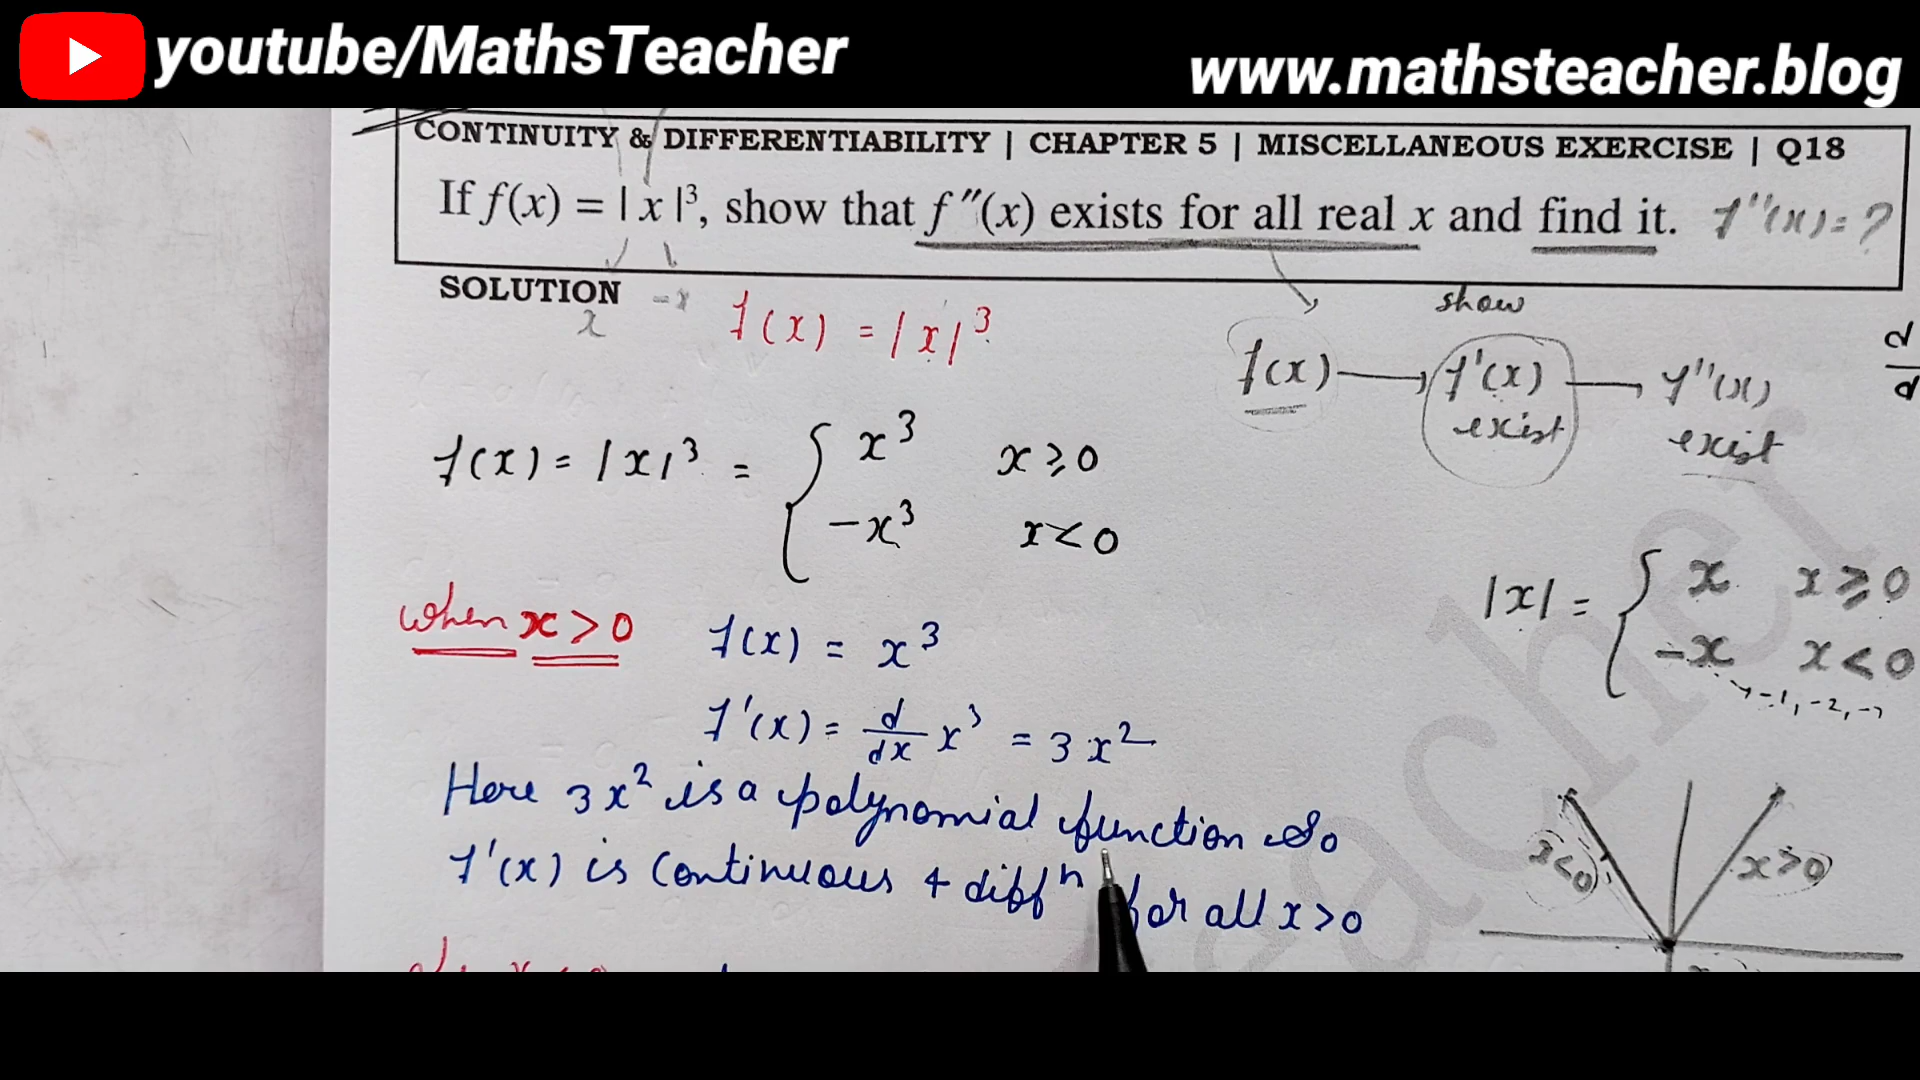 youtube/MathsTeacher
www.mathsteacher.blog
CONTINUITY & DIFFERENTIABILITY | CHAPTER 5 | MISCELLANEOUS EXERCISE | Q18
If f(x) = | x |³, show that f″(x) exists for all real x and find it. f''(x)=?
SOLUTION
x -x
f(x) = |x|³
show
f(x) → f'(x) → f''(x)
exist exist
d
d
f(x) = |x|³ = { x³ x ≥ 0
-x³ x < 0
|x| = { x x ≥ 0
-x x < 0
-1, -2, -
when x > 0 f(x) = x³
f'(x) = d/dx x³ = 3x²
Here 3x² is a polynomial function So
f'(x) is continuous + diffⁿ for all x > 0
x<0 x>0